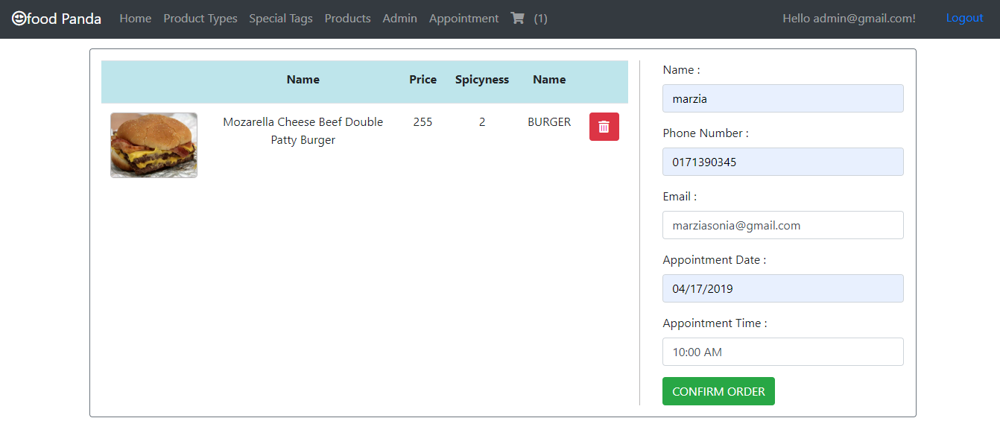 food Panda Home Product Types Special Tags Products Admin Appointment (1) Hello admin@gmail.com! Logout
Name Price Spicyness Name
Mozarella Cheese Beef Double 255 2 BURGER
Patty Burger
Name :
marzia
Phone Number :
0171390345
Email :
marziasonia@gmail.com
Appointment Date :
04/17/2019
Appointment Time :
10:00 AM
CONFIRM ORDER